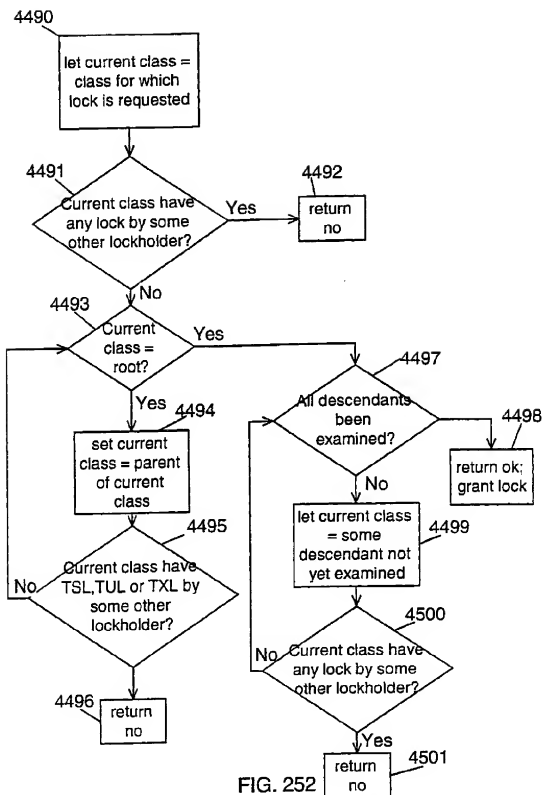 4490
let current class =
class for which
lock is requested
4491
Current class have
any lock by some
other lockholder?
Yes
4492
return
no
No
4493
Current
class =
root?
Yes
Yes
4494
set current
class = parent
of current
class
4495
Current class have
TSL,TUL or TXL by
some other
lockholder?
No
4496
return
no
4497
All descendants
been
examined?
4498
return ok;
grant lock
No
4499
let current class
= some
descendant not
yet examined
4500
Current class have
any lock by some
other lockholder?
No
Yes
4501
return
no
FIG. 252